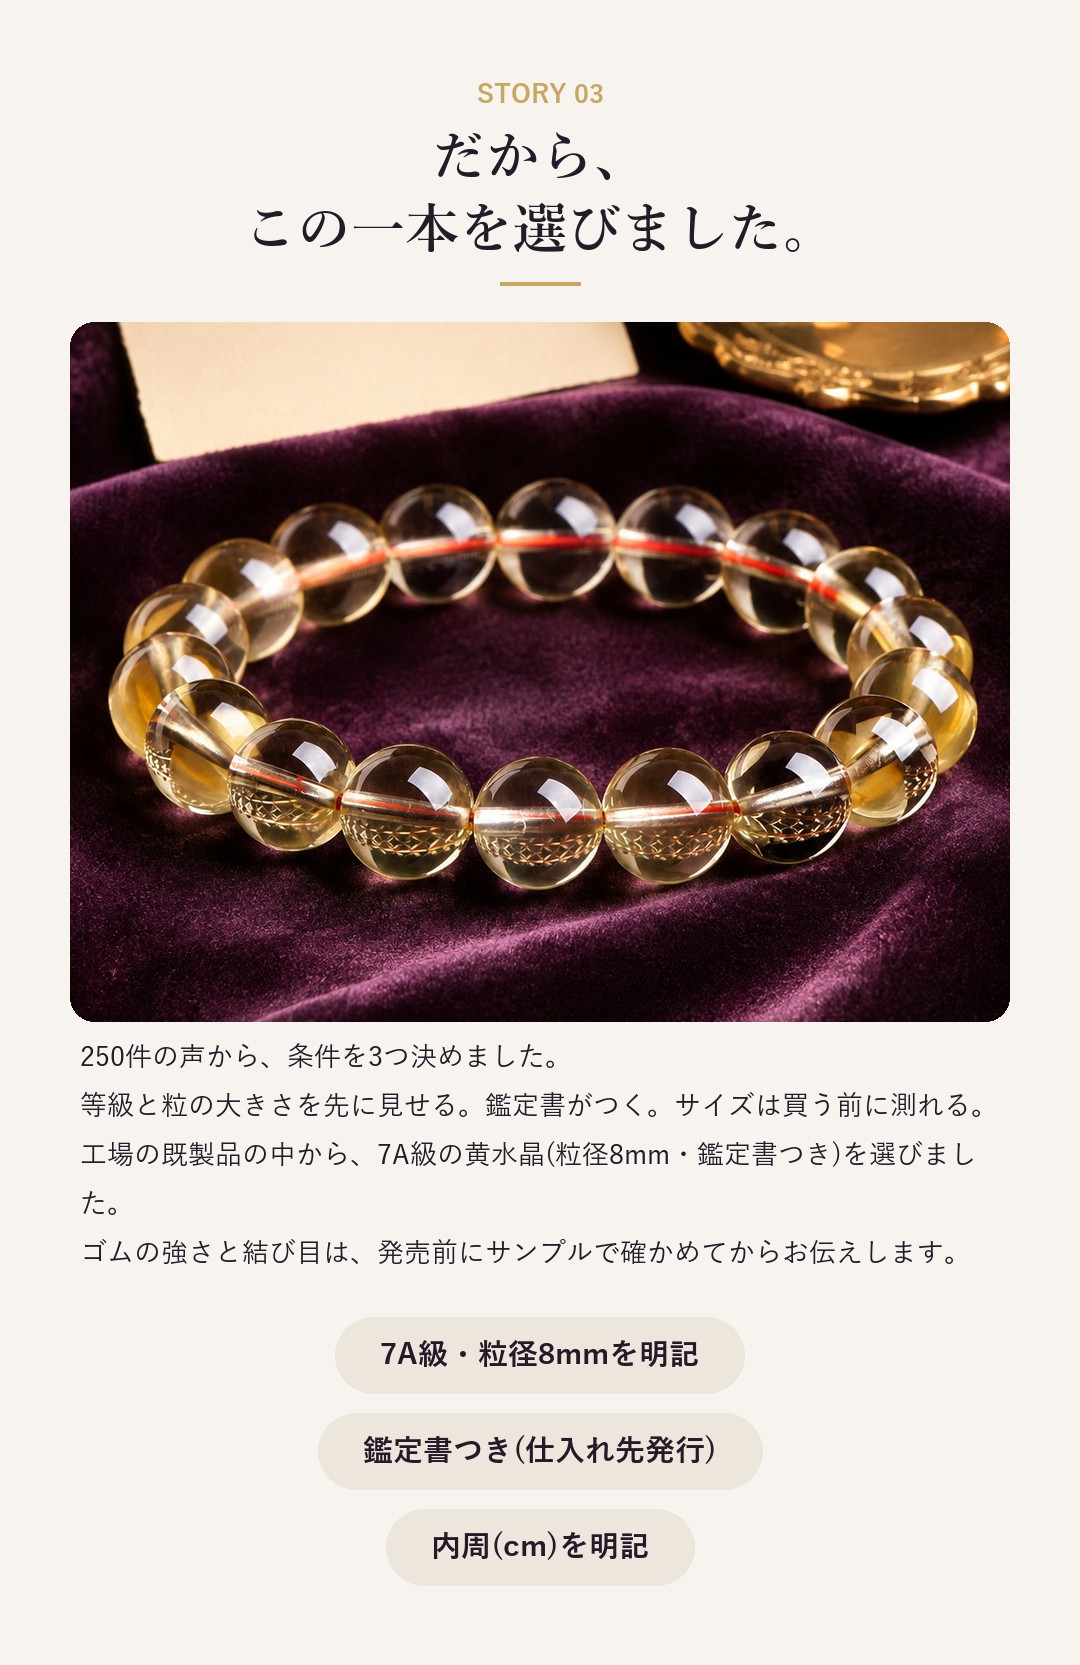 STORY 03
だから、
この一本を選びました。
250件の声から、条件を3つ決めました。
等級と粒の大きさを先に見せる。鑑定書がつく。サイズは買う前に測れる。
工場の既製品の中から、7A級の黄水晶(粒径8mm・鑑定書つき)を選びまし
た。
ゴムの強さと結び目は、発売前にサンプルで確かめてからお伝えします。
7A級・粒径8mmを明記
鑑定書つき(仕入れ先発行)
内周(cm)を明記